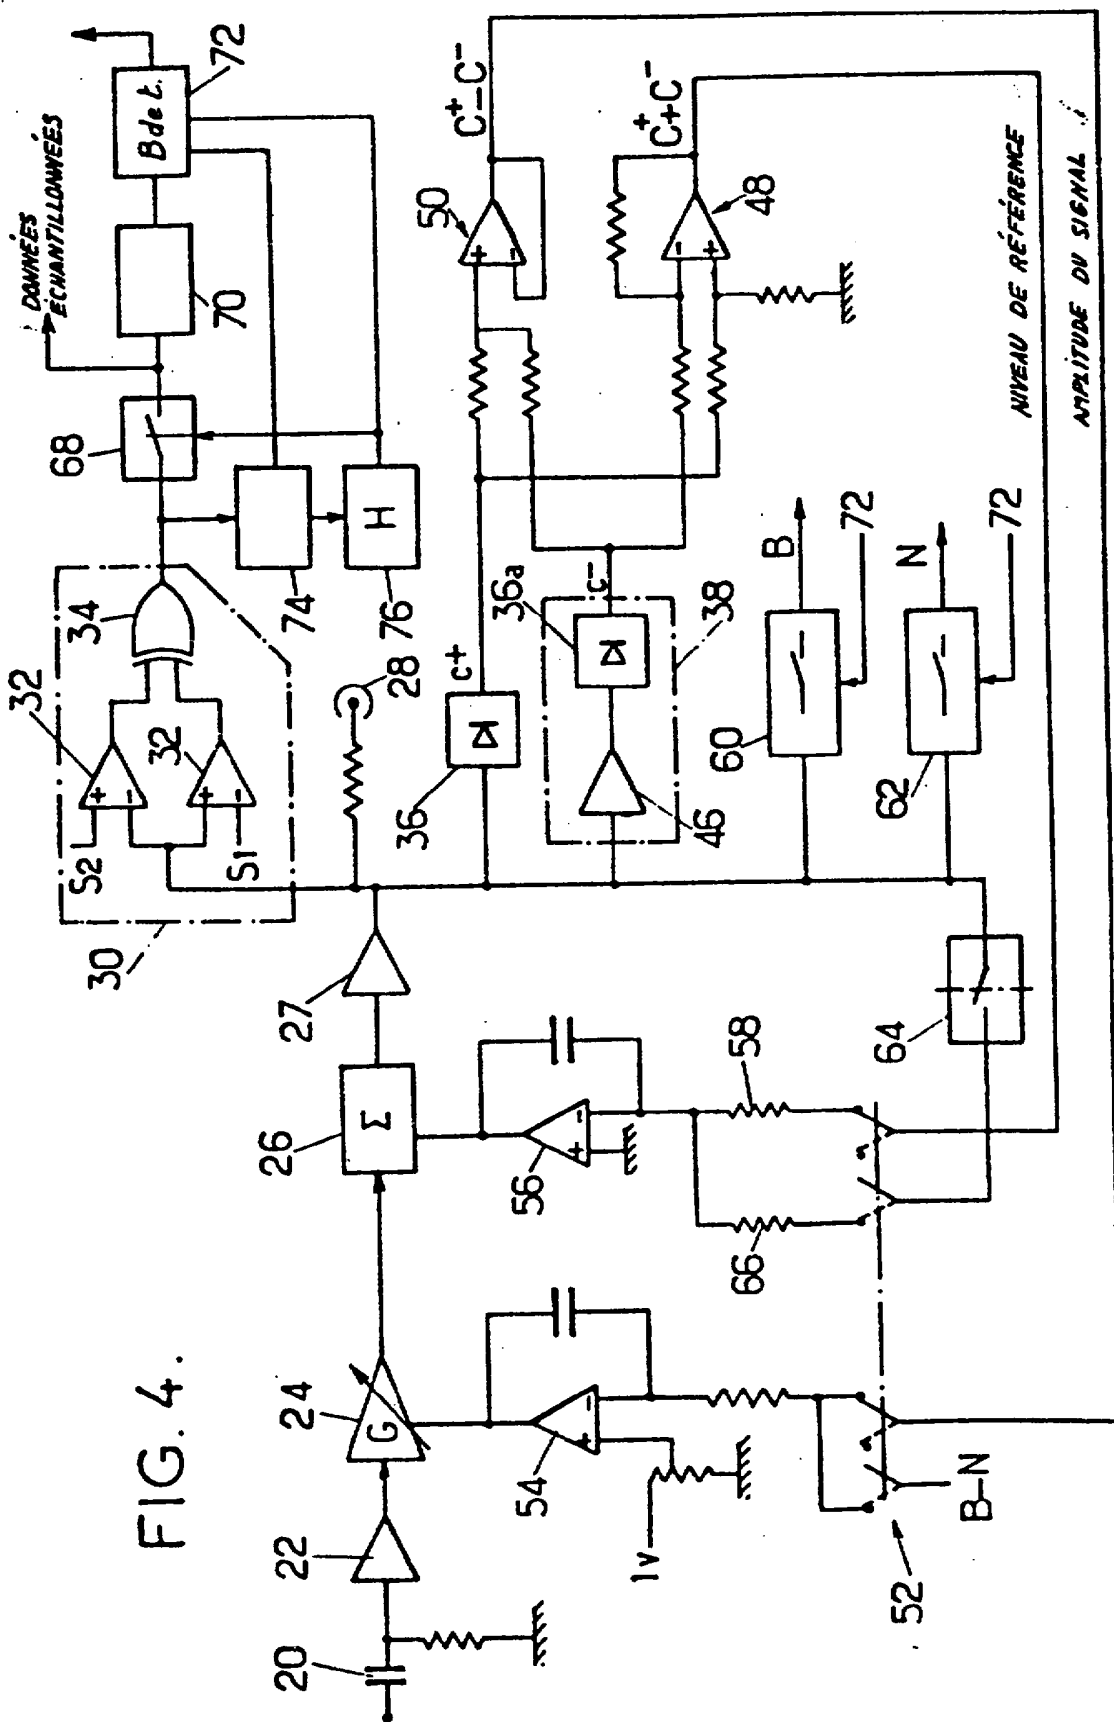 FIG. 4.
20
22
24
G
26
Σ
27
28
30
S2
S1
32
32
34
68
DONNÉES
ÉCHANTILLONNÉES
70
B de t.
72
74
76
H
36
c+
36a
c-
38
46
50
+
-
C+-C-
48
-
+
C++C-
60
B
72
62
N
72
64
58
66
56
+
-
54
+
-
1v
52
B-N
+
-
+
-
NIVEAU DE RÉFÉRENCE
AMPLITUDE DU SIGNAL